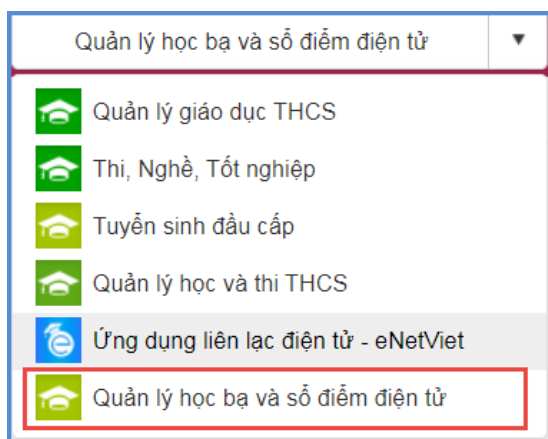 Quản lý học bạ và sổ điểm điện tử
Quản lý giáo dục THCS
Thi, Nghề, Tốt nghiệp
Tuyển sinh đầu cấp
Quản lý học và thi THCS
Ứng dụng liên lạc điện tử - eNetViet
Quản lý học bạ và sổ điểm điện tử